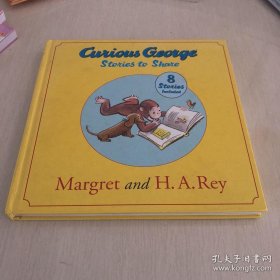 Curious George
Stories to Share
8
Stories
Included
Margret and H. A. Rey
孔夫子旧书网